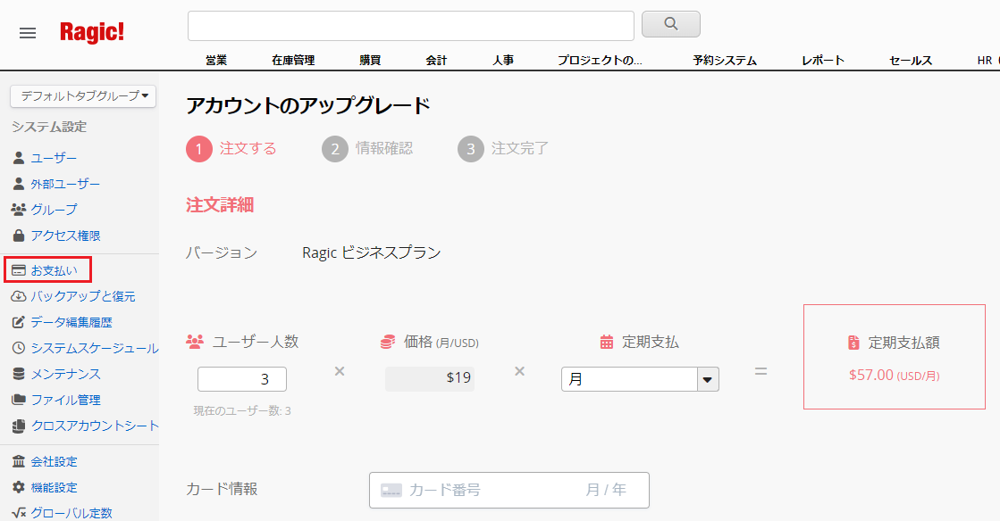 Ragic!
営業 在庫管理 購買 会計 人事 プロジェクトの... 予約システム レポート セールス HR
デフォルトタブグループ
システム設定
ユーザー
外部ユーザー
グループ
アクセス権限
お支払い
バックアップと復元
データ編集履歴
システムスケージュール
メンテナンス
ファイル管理
クロスアカウントシート
会社設定
機能設定
グローバル定数
アカウントのアップグレード
1 注文する 2 情報確認 3 注文完了
注文詳細
バージョン Ragic ビジネスプラン
ユーザー人数 価格 (月/USD) 定期支払 定期支払額
3 × $19 × 月 = $57.00 (USD/月)
現在のユーザー数: 3
カード情報 カード番号 月 / 年